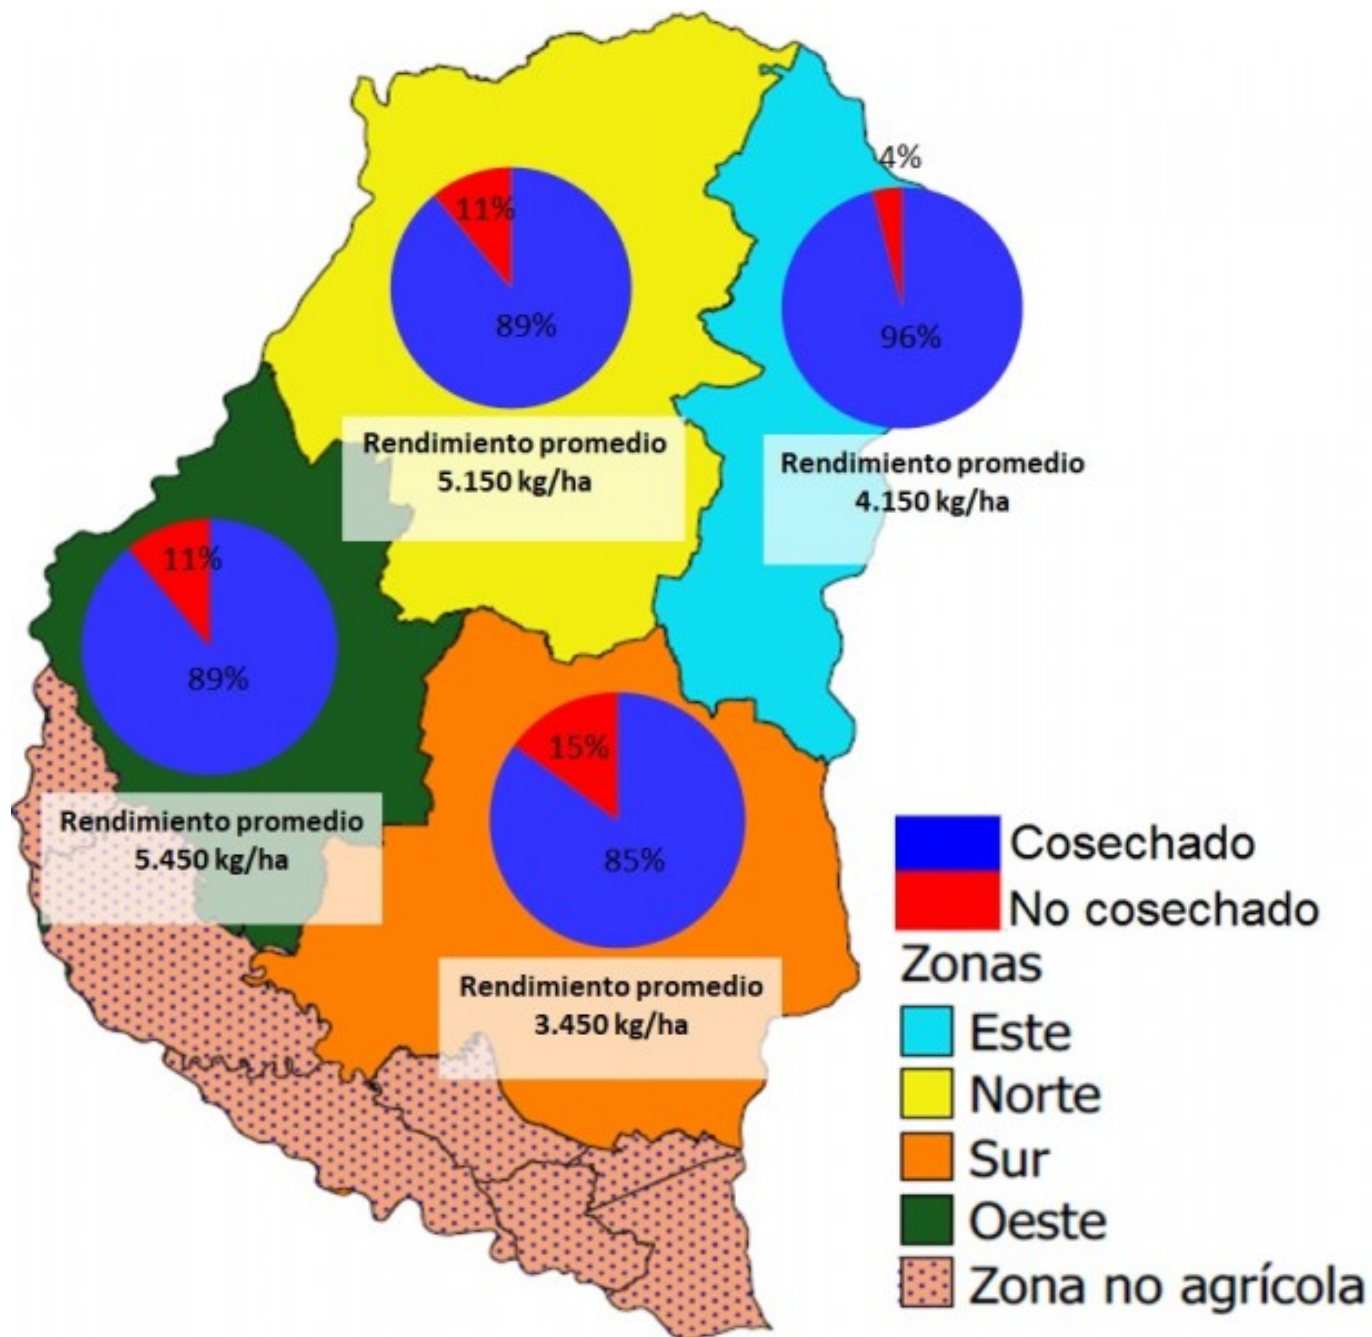 4%
11%
89%
96%
Rendimiento promedio
5.150 kg/ha
Rendimiento promedio
4.150 kg/ha
11%
89%
15%
85%
Rendimiento promedio
5.450 kg/ha
Rendimiento promedio
3.450 kg/ha
Cosechado
No cosechado
Zonas
Este
Norte
Sur
Oeste
Zona no agrícola